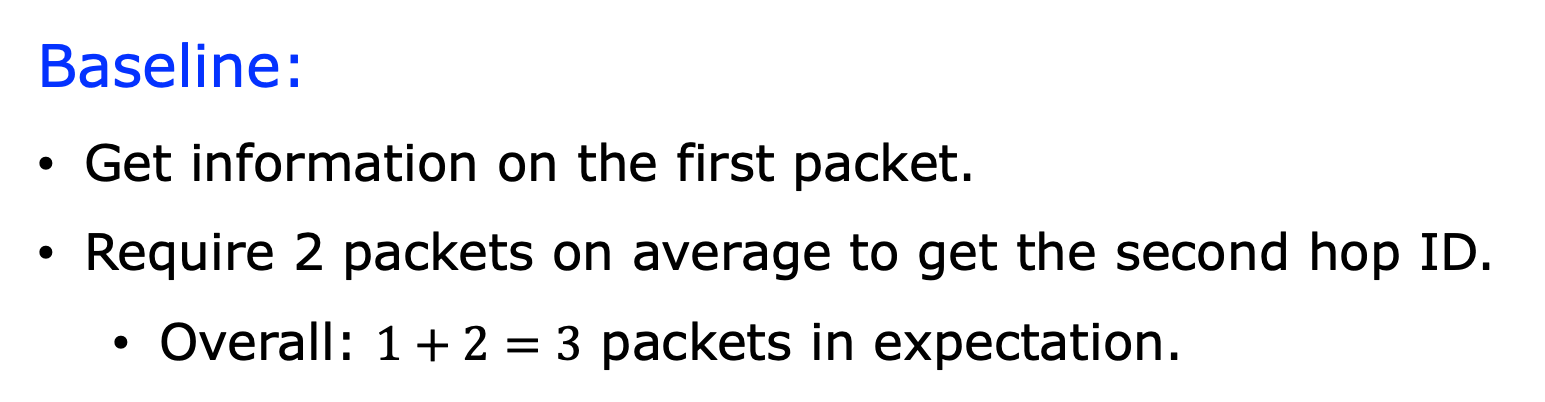 Baseline:
• Get information on the first packet.
• Require 2 packets on average to get the second hop ID.
• Overall: 1 + 2 = 3 packets in expectation.